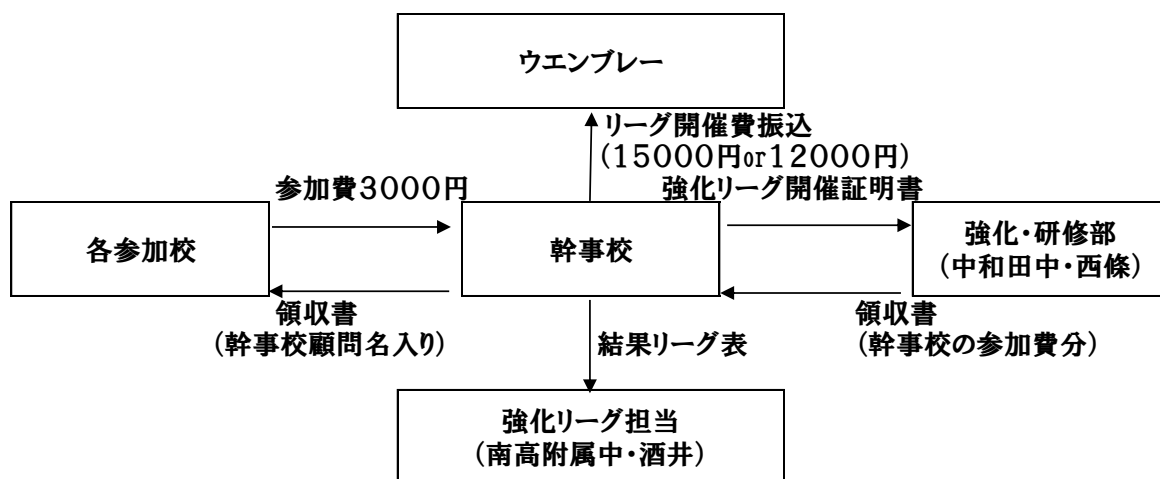 ウエンブレー
リーグ開催費振込
(15000円or12000円)
参加費3000円
強化リーグ開催証明書
各参加校
幹事校
強化・研修部
(中和田中・西條)
領収書
(幹事校顧問名入り)
結果リーグ表
領収書
(幹事校の参加費分)
強化リーグ担当
(南高附属中・酒井)